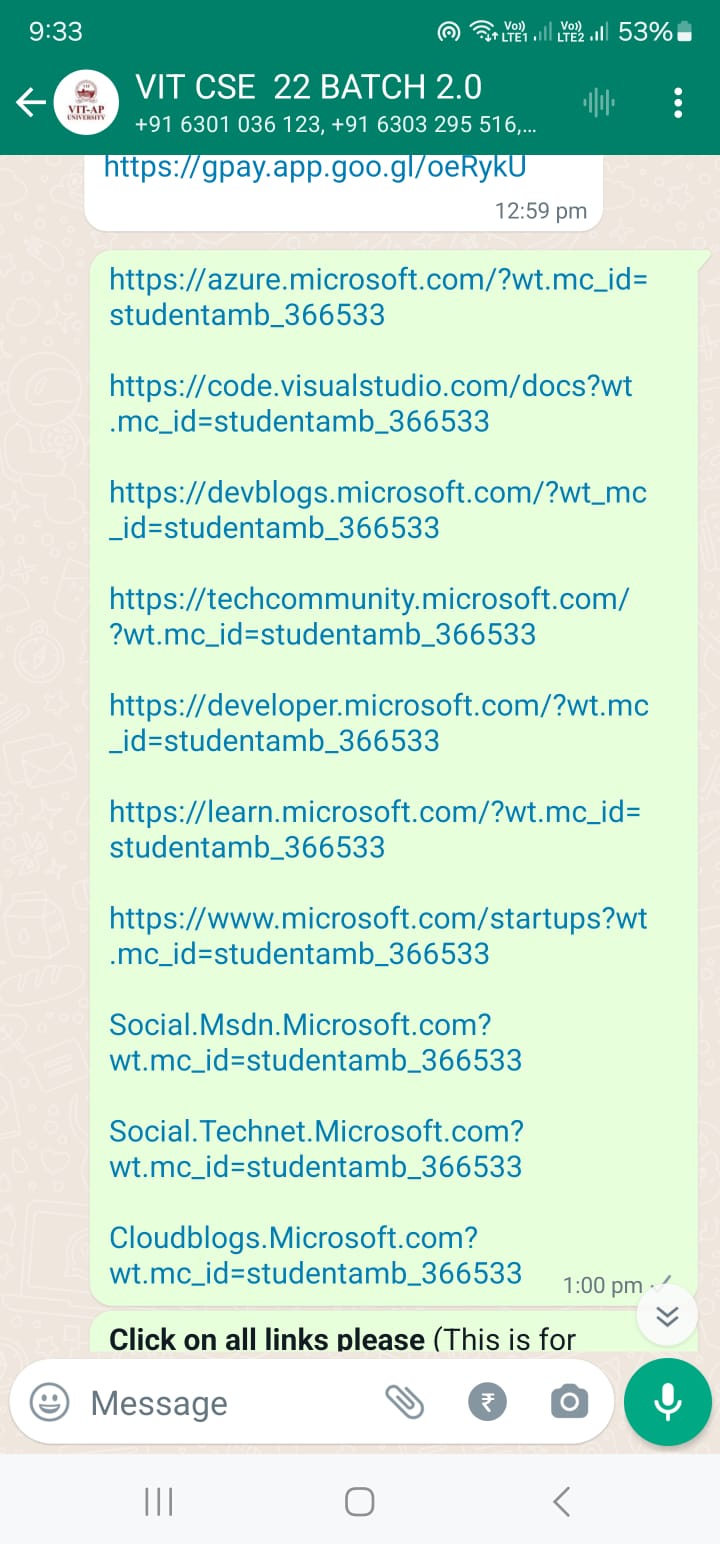 9:33
Vo)) LTE1 Vo)) LTE2 53%
VIT CSE 22 BATCH 2.0
VIT-AP
UNIVERSITY
+91 6301 036 123, +91 6303 295 516,...
https://gpay.app.goo.gl/oeRykU
12:59 pm
https://azure.microsoft.com/?wt.mc_id=
studentamb_366533
https://code.visualstudio.com/docs?wt
.mc_id=studentamb_366533
https://devblogs.microsoft.com/?wt_mc
_id=studentamb_366533
https://techcommunity.microsoft.com/
?wt.mc_id=studentamb_366533
https://developer.microsoft.com/?wt.mc
_id=studentamb_366533
https://learn.microsoft.com/?wt.mc_id=
studentamb_366533
https://www.microsoft.com/startups?wt
.mc_id=studentamb_366533
Social.Msdn.Microsoft.com?
wt.mc_id=studentamb_366533
Social.Technet.Microsoft.com?
wt.mc_id=studentamb_366533
Cloudblogs.Microsoft.com?
wt.mc_id=studentamb_366533
1:00 pm
Click on all links please (This is for
Message
₹